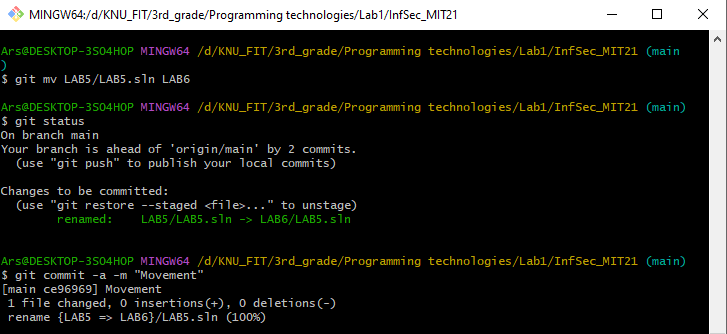 MINGW64:/d/KNU_FIT/3rd_grade/Programming technologies/Lab1/InfSec_MIT21
Ars@DESKTOP-3SO4HOP MINGW64 /d/KNU_FIT/3rd_grade/Programming technologies/Lab1/InfSec_MIT21 (main
)
$ git mv LAB5/LAB5.sln LAB6
Ars@DESKTOP-3SO4HOP MINGW64 /d/KNU_FIT/3rd_grade/Programming technologies/Lab1/InfSec_MIT21 (main)
$ git status
On branch main
Your branch is ahead of 'origin/main' by 2 commits.
  (use "git push" to publish your local commits)
Changes to be committed:
  (use "git restore --staged <file>..." to unstage)
        renamed:    LAB5/LAB5.sln -> LAB6/LAB5.sln
Ars@DESKTOP-3SO4HOP MINGW64 /d/KNU_FIT/3rd_grade/Programming technologies/Lab1/InfSec_MIT21 (main)
$ git commit -a -m "Movement"
[main ce96969] Movement
 1 file changed, 0 insertions(+), 0 deletions(-)
 rename {LAB5 => LAB6}/LAB5.sln (100%)